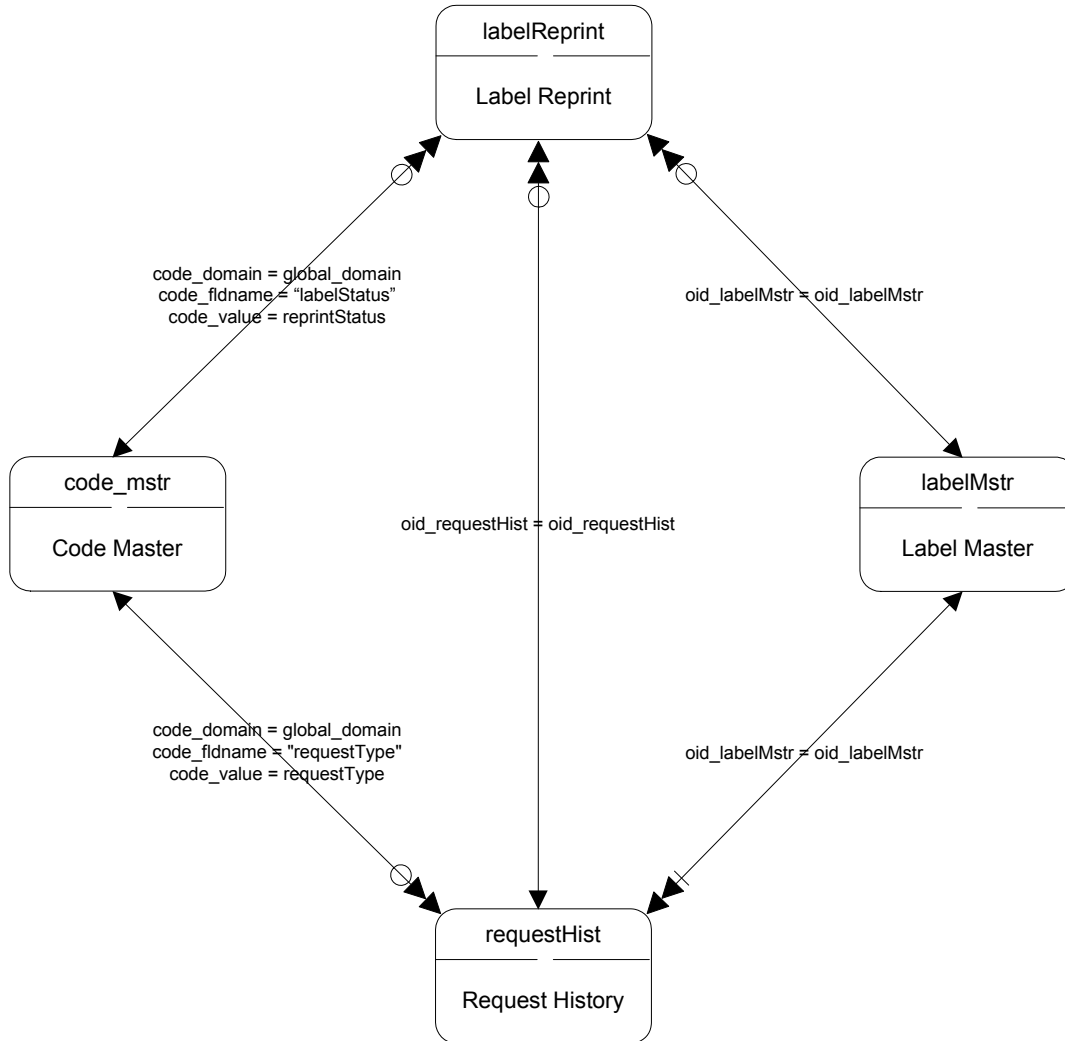 labelReprint
Label Reprint
code_domain = global_domain
code_fldname = “labelStatus”
code_value = reprintStatus
oid_labelMstr = oid_labelMstr
code_mstr
Code Master
oid_requestHist = oid_requestHist
labelMstr
Label Master
code_domain = global_domain
code_fldname = "requestType"
code_value = requestType
oid_labelMstr = oid_labelMstr
requestHist
Request History